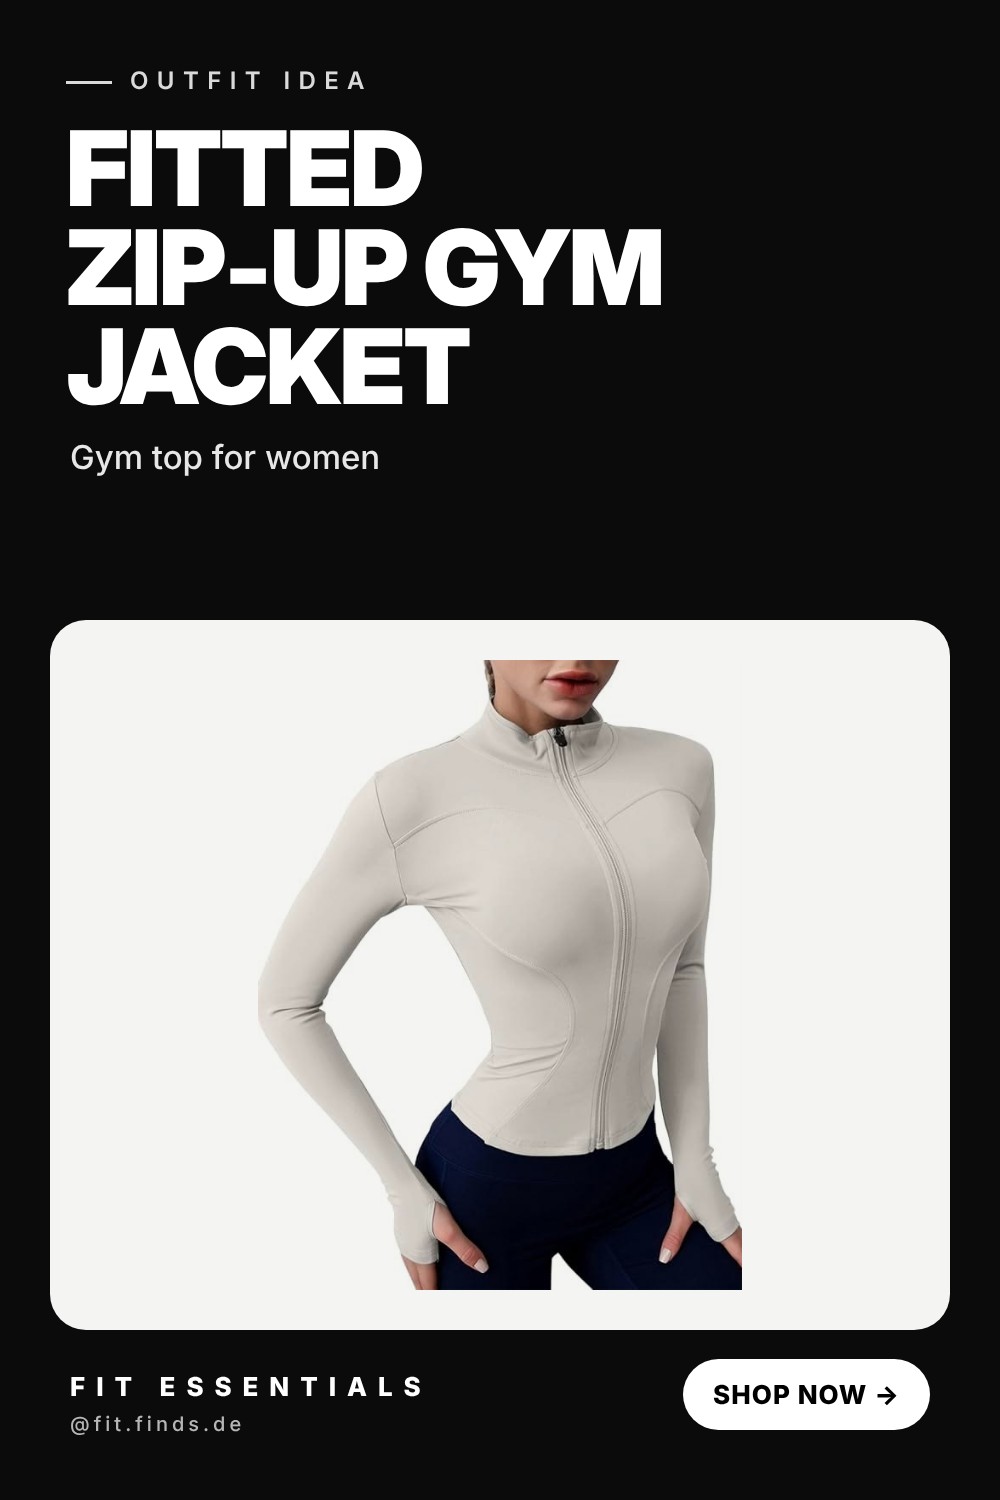 OUTFIT IDEA
FITTED
ZIP-UP GYM
JACKET
Gym top for women
FIT ESSENTIALS
@fit.finds.de
SHOP NOW →